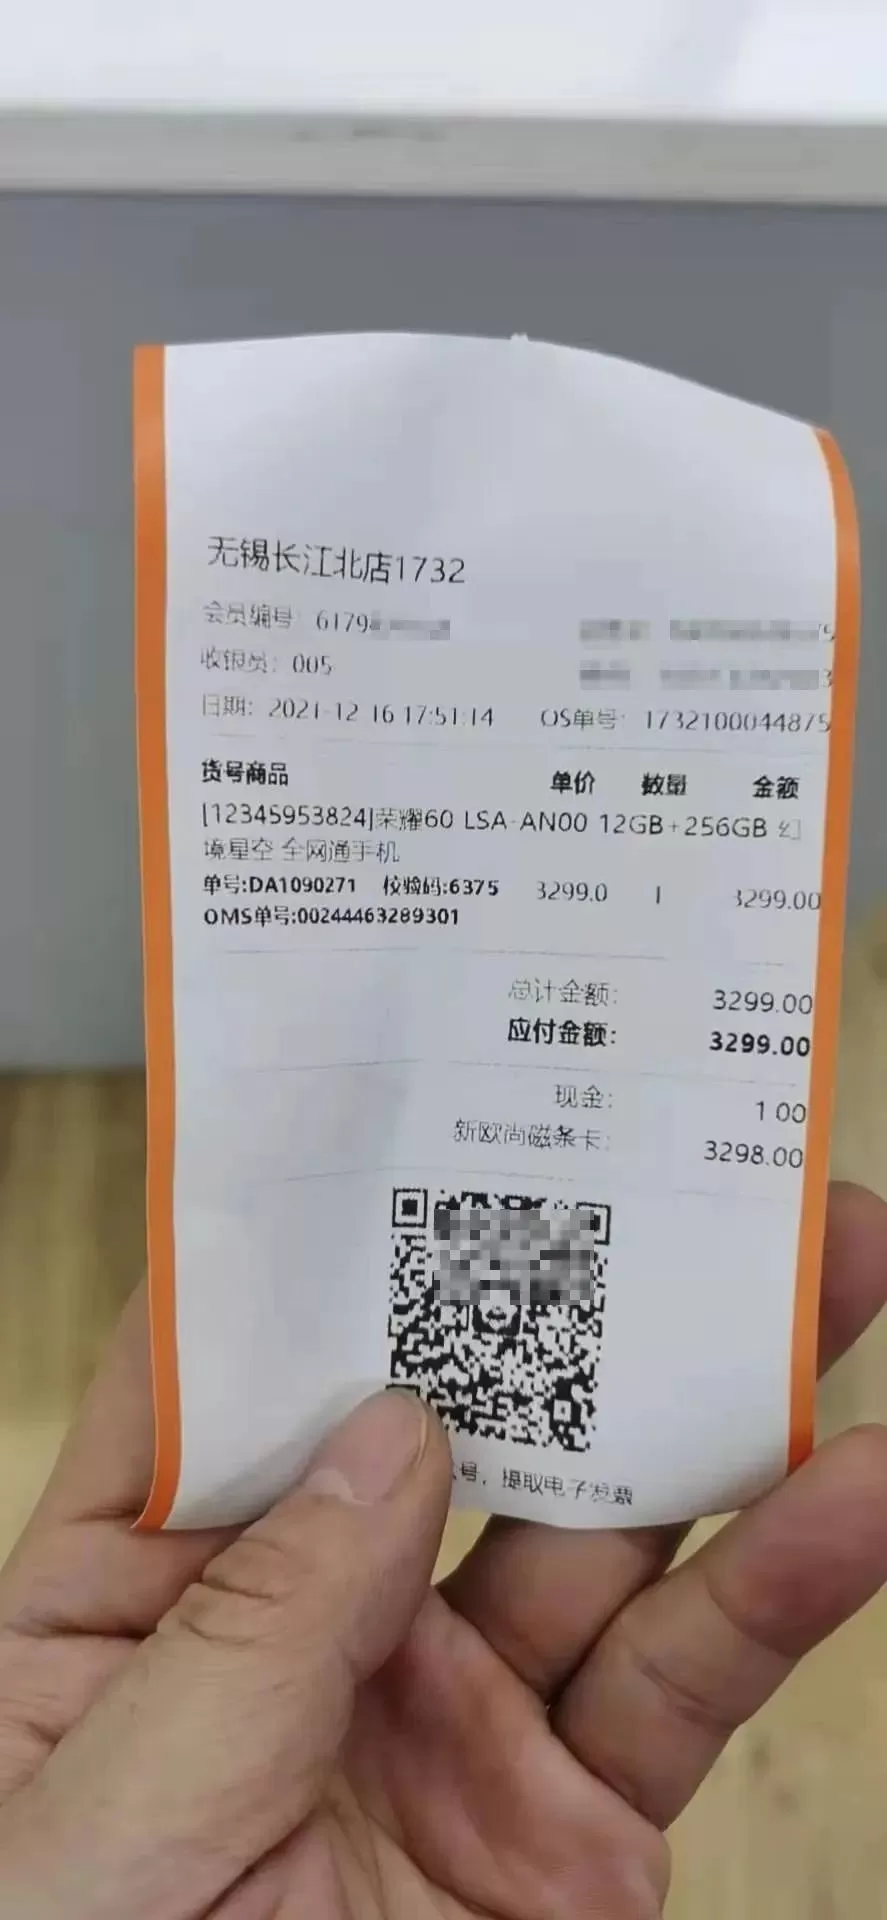 无锡长江北店1732
会员编号: 6179
收银员: 005
日期: 2021-12-16 17:51:14 OS单号: 1732100044875
货号商品 单价 数量 金额
[12345953824]荣耀60 LSA-AN00 12GB+256GB 幻
境星空 全网通手机
单号:DA1090271 校验码:6375 3299.0 1 3299.00
OMS单号:00244463289301
总计金额: 3299.00
应付金额: 3299.00
现金: 1.00
新欧尚磁条卡: 3298.00
号, 提取电子发票